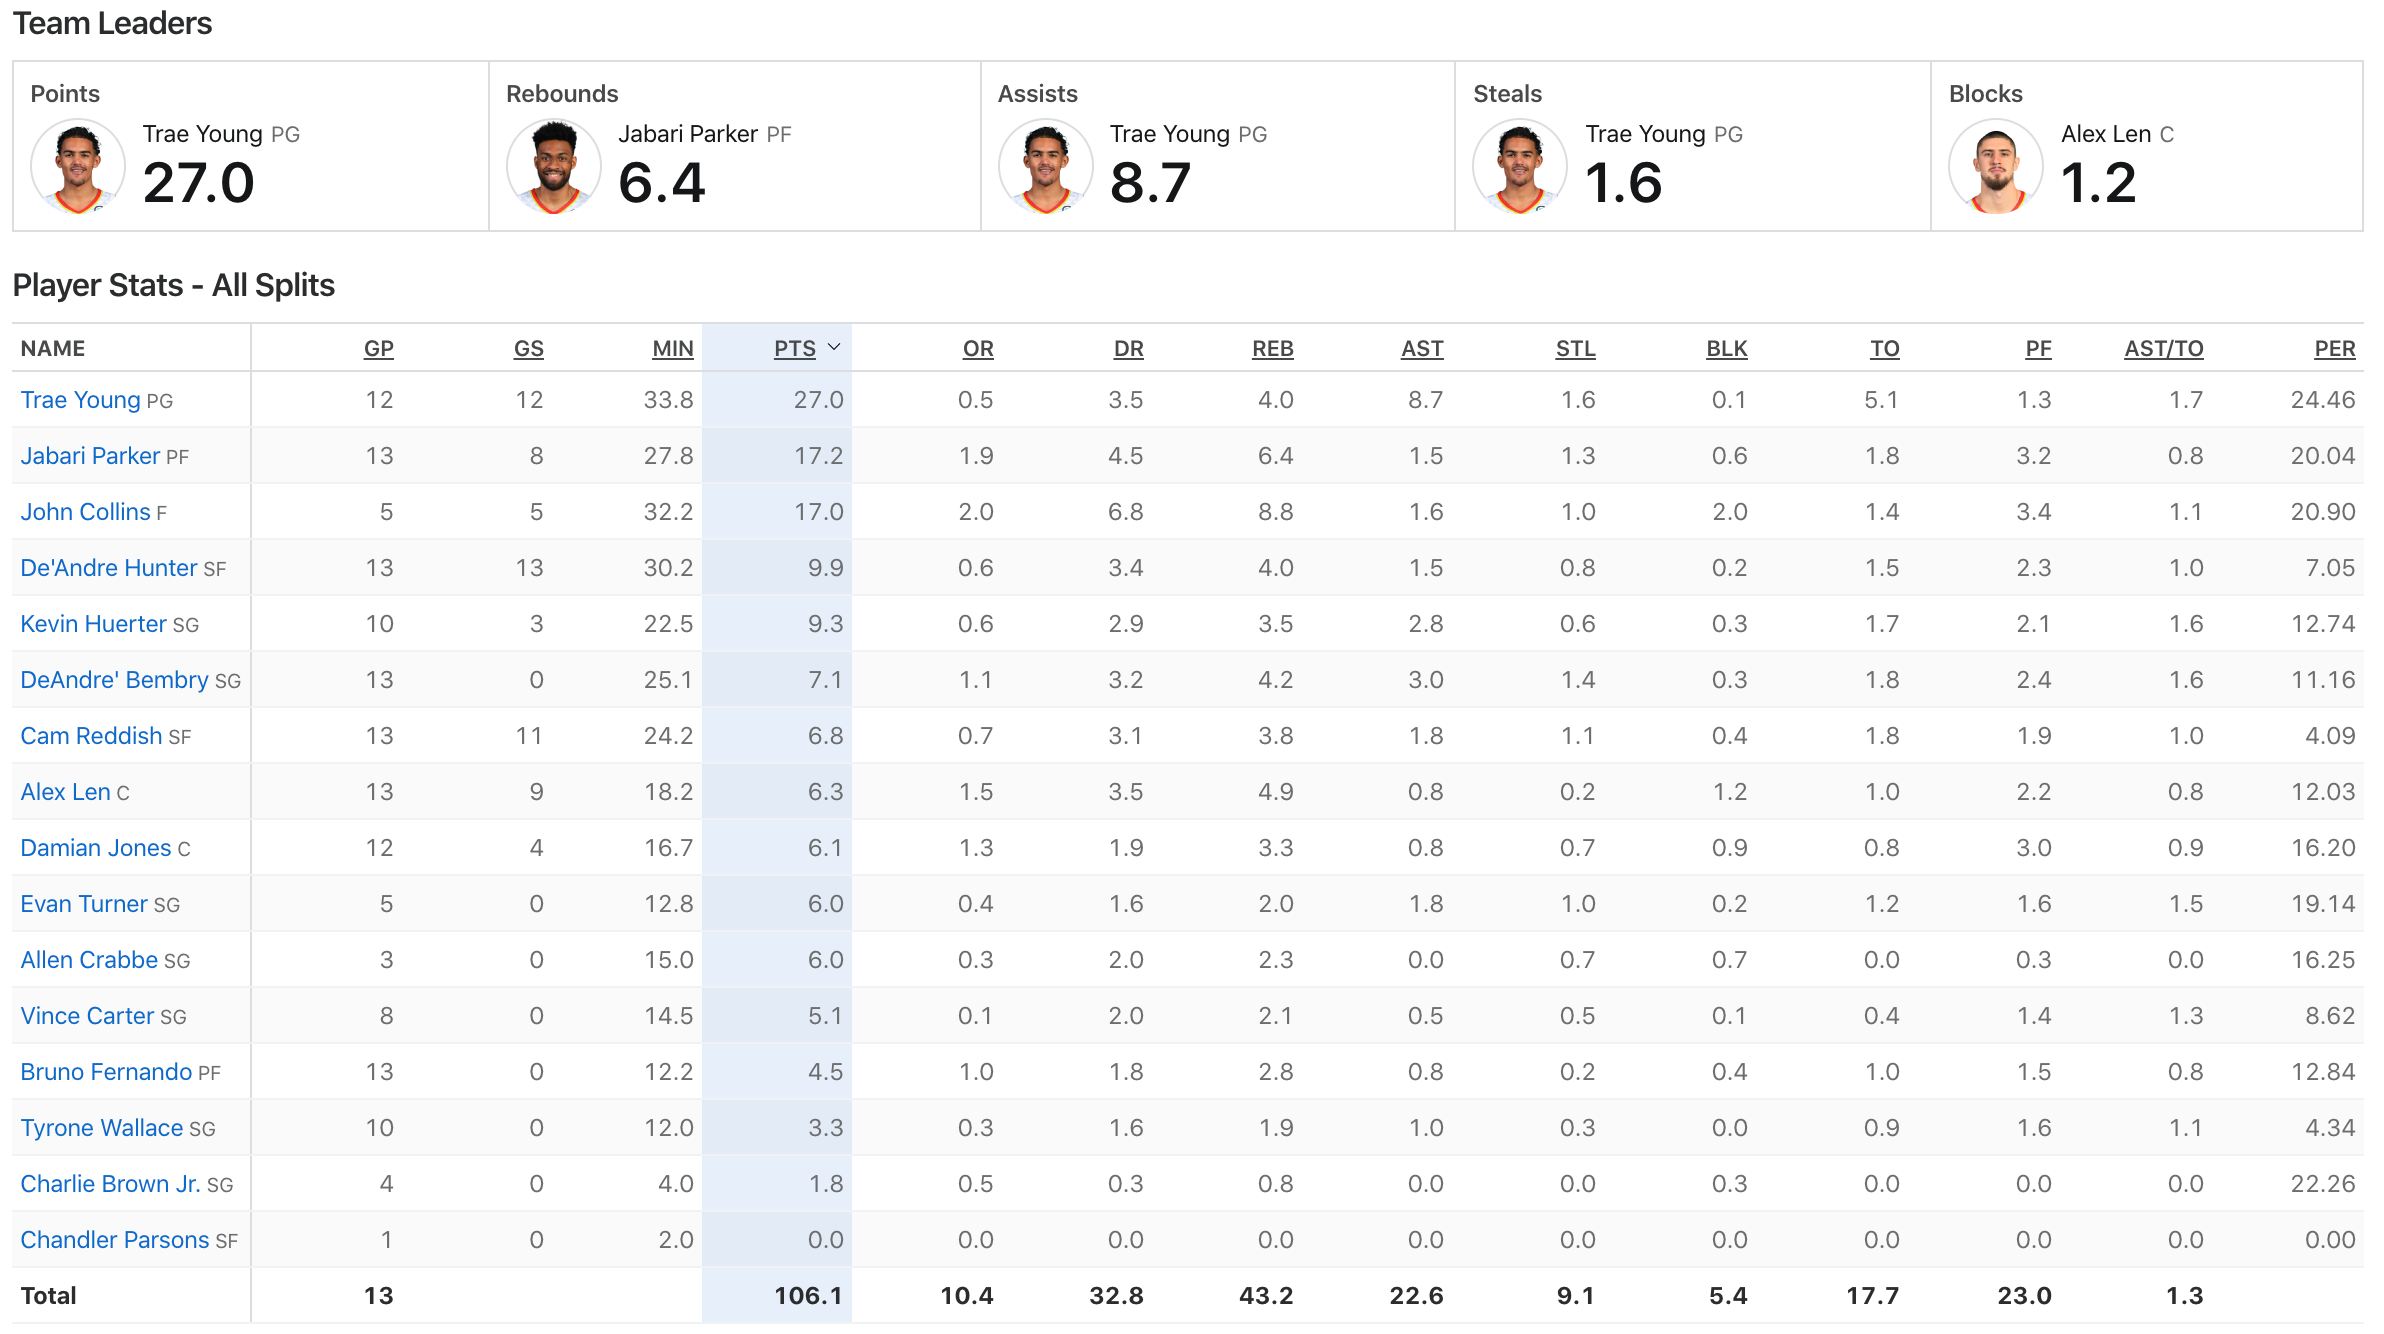 Team Leaders
Points
Trae Young PG
27.0
Rebounds
Jabari Parker PF
6.4
Assists
Trae Young PG
8.7
Steals
Trae Young PG
1.6
Blocks
Alex Len C
1.2
Player Stats - All Splits
NAME GP GS MIN PTS OR DR REB AST STL BLK TO PF AST/TO PER
Trae Young PG 12 12 33.8 27.0 0.5 3.5 4.0 8.7 1.6 0.1 5.1 1.3 1.7 24.46
Jabari Parker PF 13 8 27.8 17.2 1.9 4.5 6.4 1.5 1.3 0.6 1.8 3.2 0.8 20.04
John Collins F 5 5 32.2 17.0 2.0 6.8 8.8 1.6 1.0 2.0 1.4 3.4 1.1 20.90
De'Andre Hunter SF 13 13 30.2 9.9 0.6 3.4 4.0 1.5 0.8 0.2 1.5 2.3 1.0 7.05
Kevin Huerter SG 10 3 22.5 9.3 0.6 2.9 3.5 2.8 0.6 0.3 1.7 2.1 1.6 12.74
DeAndre' Bembry SG 13 0 25.1 7.1 1.1 3.2 4.2 3.0 1.4 0.3 1.8 2.4 1.6 11.16
Cam Reddish SF 13 11 24.2 6.8 0.7 3.1 3.8 1.8 1.1 0.4 1.8 1.9 1.0 4.09
Alex Len C 13 9 18.2 6.3 1.5 3.5 4.9 0.8 0.2 1.2 1.0 2.2 0.8 12.03
Damian Jones C 12 4 16.7 6.1 1.3 1.9 3.3 0.8 0.7 0.9 0.8 3.0 0.9 16.20
Evan Turner SG 5 0 12.8 6.0 0.4 1.6 2.0 1.8 1.0 0.2 1.2 1.6 1.5 19.14
Allen Crabbe SG 3 0 15.0 6.0 0.3 2.0 2.3 0.0 0.7 0.7 0.0 0.3 0.0 16.25
Vince Carter SG 8 0 14.5 5.1 0.1 2.0 2.1 0.5 0.5 0.1 0.4 1.4 1.3 8.62
Bruno Fernando PF 13 0 12.2 4.5 1.0 1.8 2.8 0.8 0.2 0.4 1.0 1.5 0.8 12.84
Tyrone Wallace SG 10 0 12.0 3.3 0.3 1.6 1.9 1.0 0.3 0.0 0.9 1.6 1.1 4.34
Charlie Brown Jr. SG 4 0 4.0 1.8 0.5 0.3 0.8 0.0 0.0 0.3 0.0 0.0 0.0 22.26
Chandler Parsons SF 1 0 2.0 0.0 0.0 0.0 0.0 0.0 0.0 0.0 0.0 0.0 0.0 0.00
Total 13 106.1 10.4 32.8 43.2 22.6 9.1 5.4 17.7 23.0 1.3